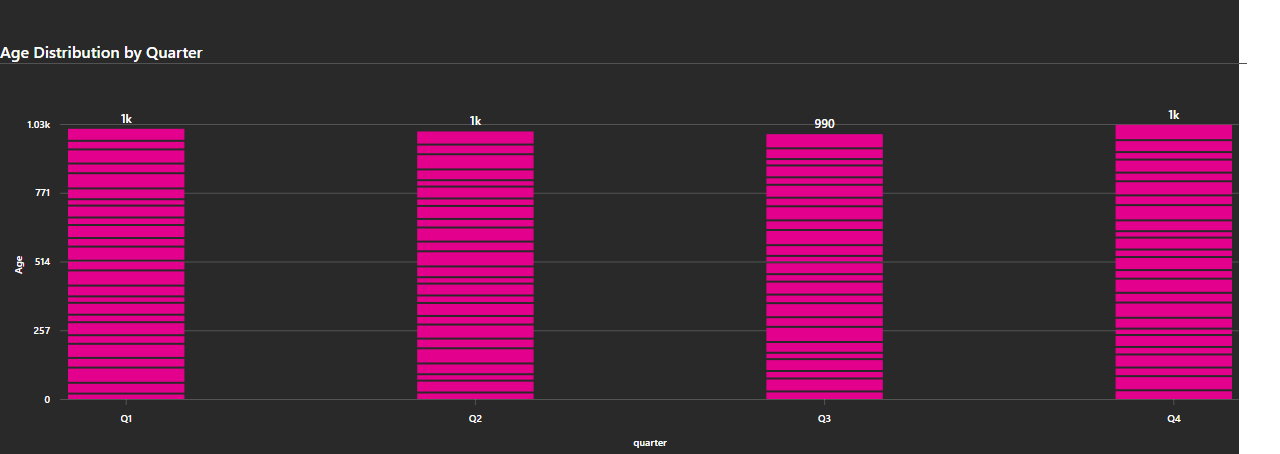 Age Distribution by Quarter
1k
1k
990
1k
1.03k
771
514
257
0
Age
Q1
Q2
Q3
Q4
quarter